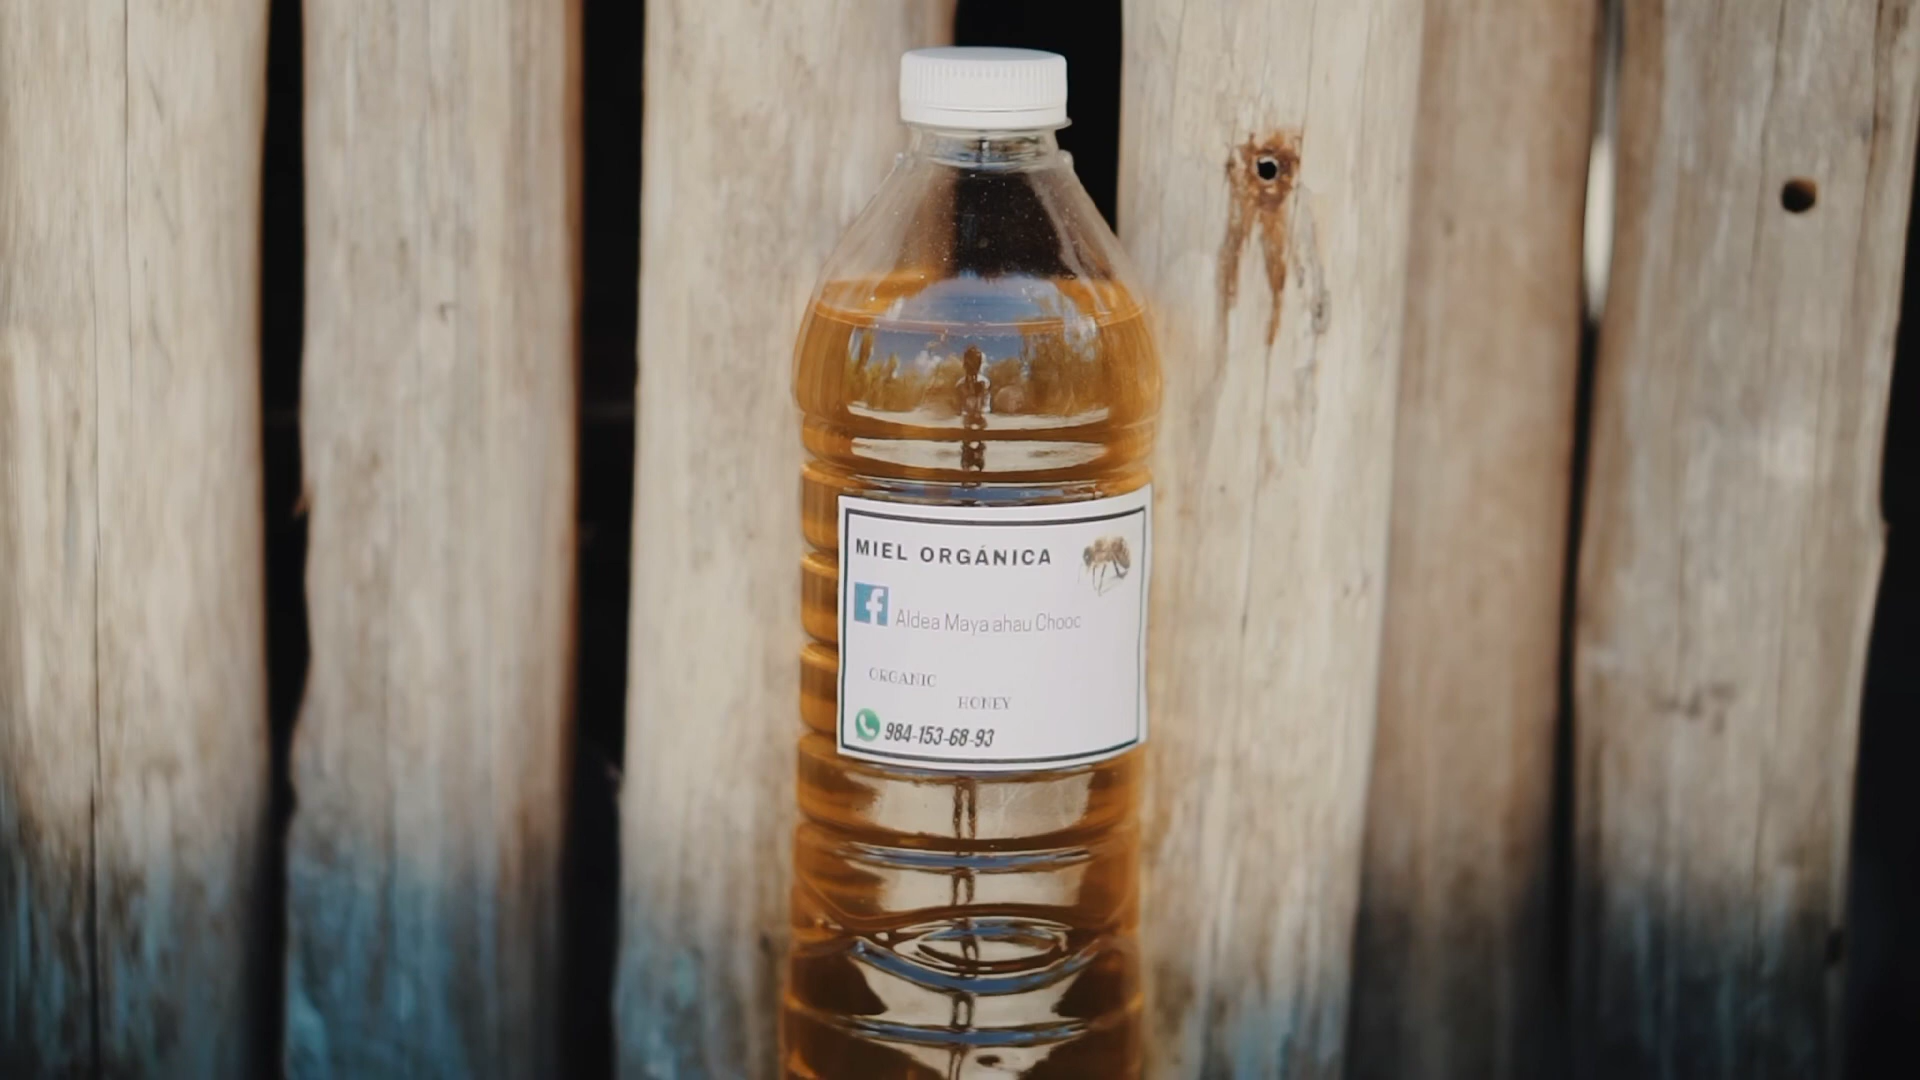 MIEL ORGÁNICA
Aldea Maya ahau Chooc
ORGANIC
HONEY
984-153-68-93